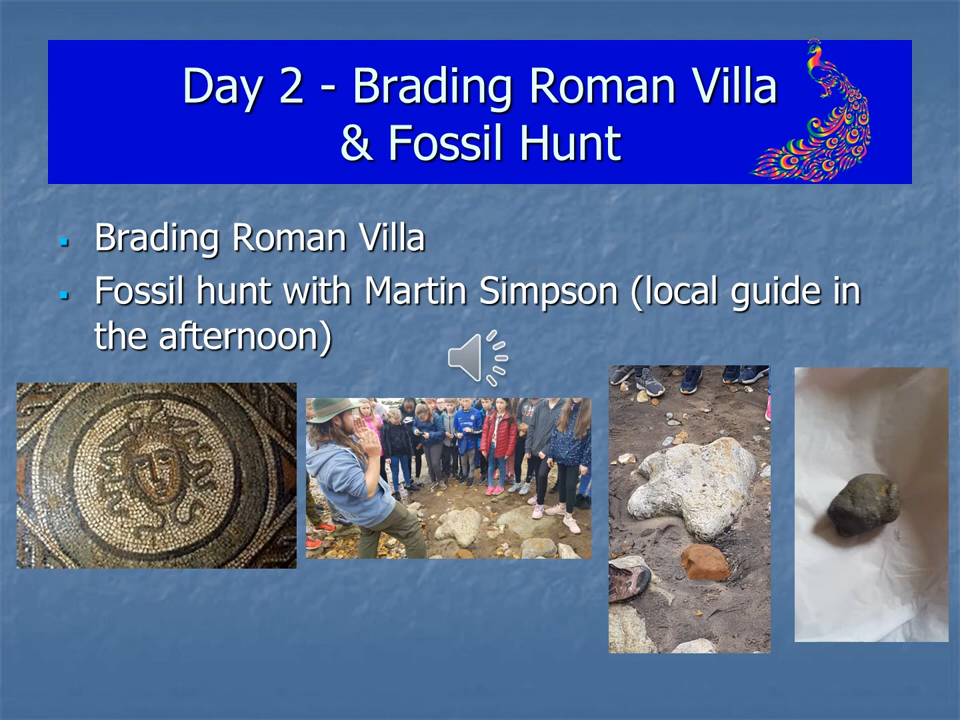 Day 2 - Brading Roman Villa
& Fossil Hunt
Brading Roman Villa
Fossil hunt with Martin Simpson (local guide in
the afternoon)